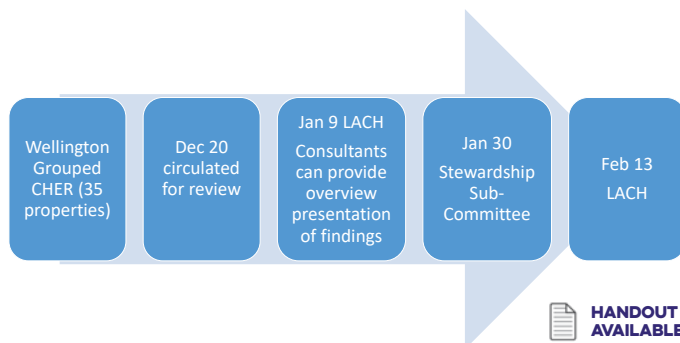 Wellington
Grouped
CHER (35
properties)
Dec 20
circulated
for review
Jan 9 LACH
Consultants
can provide
overview
presentation
of findings
Jan 30
Stewardship
Sub-
Committee
Feb 13
LACH
HANDOUT
AVAILABLE